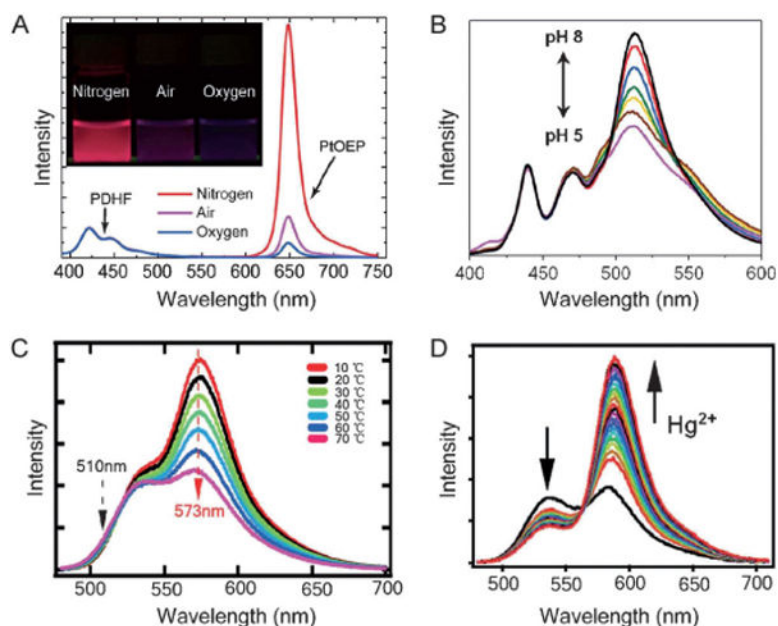 A
Nitrogen Air Oxygen
PDHF
PtOEP
Nitrogen
Air
Oxygen
Intensity
400 450 500 550 600 650 700 750
Wavelength (nm)
B
pH 8
pH 5
Intensity
400 450 500 550 600
Wavelength (nm)
C
10 ℃
20 ℃
30 ℃
40 ℃
50 ℃
60 ℃
70 ℃
510nm
573nm
Intensity
500 550 600 650 700
Wavelength (nm)
D
Hg2+
Intensity
500 550 600 650 700
Wavelength (nm)